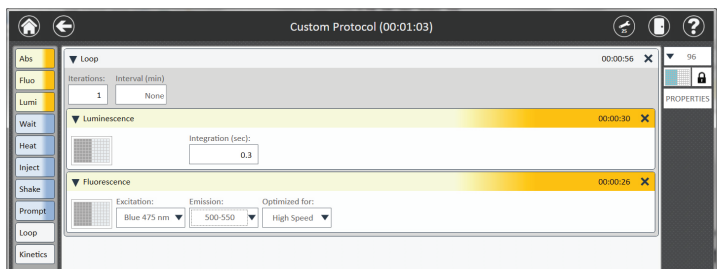 Custom Protocol (00:01:03)
25
?
Abs
Fluo
Lumi
Wait
Heat
Inject
Shake
Prompt
Loop
Kinetics
Loop 00:00:56
Iterations: Interval (min)
1 None
Luminescence 00:00:30
Integration (sec):
0.3
Fluorescence 00:00:26
Excitation: Emission: Optimized for:
Blue 475 nm 500-550 High Speed
96
PROPERTIES